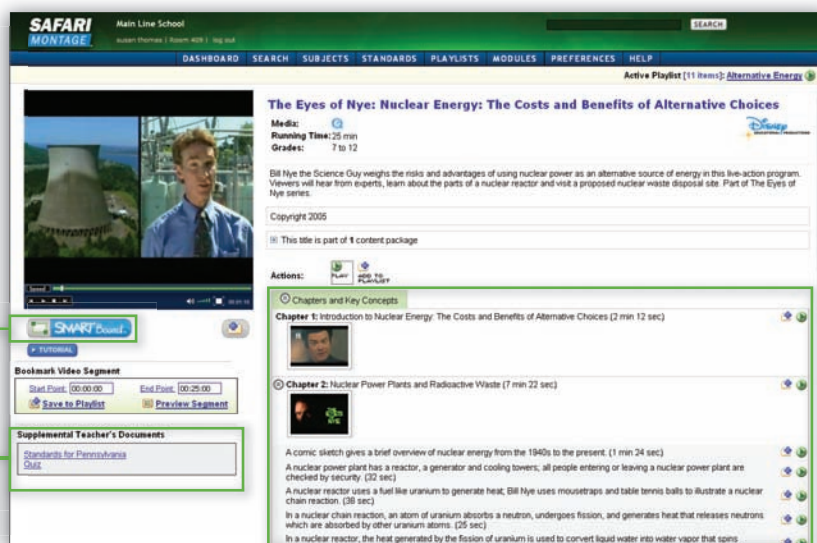 SAFARI
MONTAGE
Main Line School
susan thomas | Room 409 | log out
SEARCH
DASHBOARD SEARCH SUBJECTS STANDARDS PLAYLISTS MODULES PREFERENCES HELP
Active Playlist [11 items]: Alternative Energy
The Eyes of Nye: Nuclear Energy: The Costs and Benefits of Alternative Choices
Media:
Running Time: 25 min
Grades: 7 to 12
Disney
EDUCATIONAL PRODUCTIONS
Bill Nye the Science Guy weighs the risks and advantages of using nuclear power as an alternative source of energy in this live-action program.
Viewers will hear from experts, learn about the parts of a nuclear reactor and visit a proposed nuclear waste disposal site. Part of The Eyes of
Nye series.
Copyright 2005
This title is part of 1 content package
Actions:
PLAY
ADD TO
PLAYLIST
Speed
00:01:10
SMART Board
TUTORIAL
Bookmark Video Segment
Start Point: 00:00:00 End Point: 00:25:00
Save to Playlist Preview Segment
Supplemental Teacher's Documents
Standards for Pennsylvania
Quiz
Chapters and Key Concepts
Chapter 1: Introduction to Nuclear Energy: The Costs and Benefits of Alternative Choices (2 min 12 sec)
Chapter 2: Nuclear Power Plants and Radioactive Waste (7 min 22 sec)
A comic sketch gives a brief overview of nuclear energy from the 1940s to the present. (1 min 24 sec)
A nuclear power plant has a reactor, a generator and cooling towers; all people entering or leaving a nuclear power plant are
checked by security. (32 sec)
A nuclear reactor uses a fuel like uranium to generate heat; Bill Nye uses mousetraps and table tennis balls to illustrate a nuclear
chain reaction. (38 sec)
In a nuclear chain reaction, an atom of uranium absorbs a neutron, undergoes fission, and generates heat that releases neutrons
which are absorbed by other uranium atoms. (25 sec)
In a nuclear reactor, the heat generated by the fission of uranium is used to convert liquid water into water vapor that spins